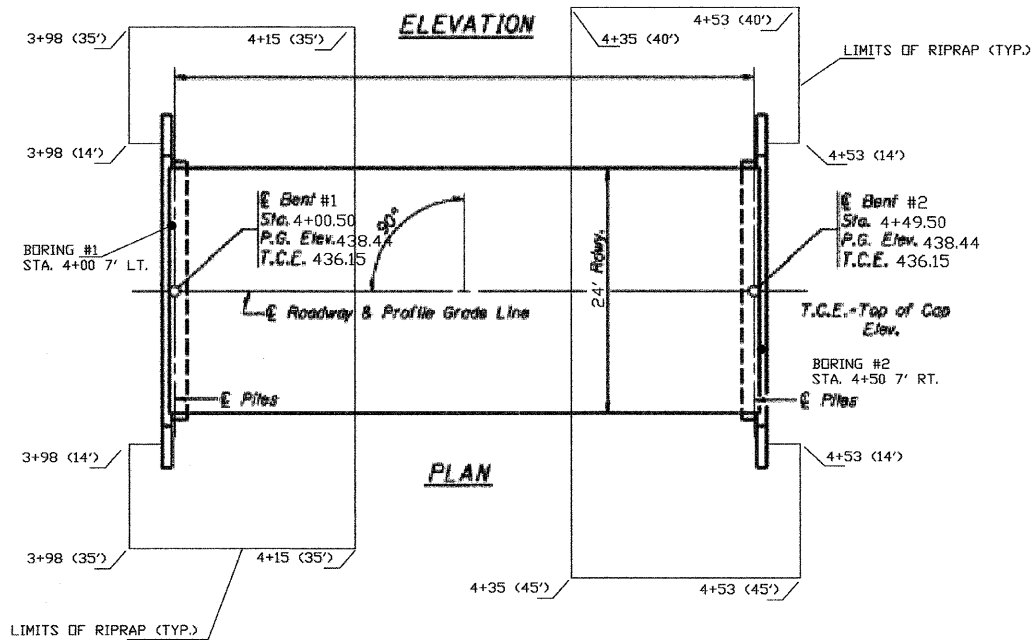 ELEVATION
3+98 (35')
4+15 (35')
4+35 (40')
4+53 (40')
LIMITS OF RIPRAP (TYP.)
3+98 (14')
4+53 (14')
℄ Bent #1
Sta. 4+00.50
P.G. Elev. 438.44
T.C.E. 436.15
90°
24' Rdwy.
℄ Bent #2
Sta. 4+49.50
P.G. Elev. 438.44
T.C.E. 436.15
BORING #1
STA. 4+00 7' LT.
℄ Roadway & Profile Grade Line
T.C.E.-Top of Cap
Elev.
BORING #2
STA. 4+50 7' RT.
℄ Piles
℄ Piles
3+98 (14')
4+53 (14')
PLAN
3+98 (35')
4+15 (35')
4+35 (45')
4+53 (45')
LIMITS OF RIPRAP (TYP.)